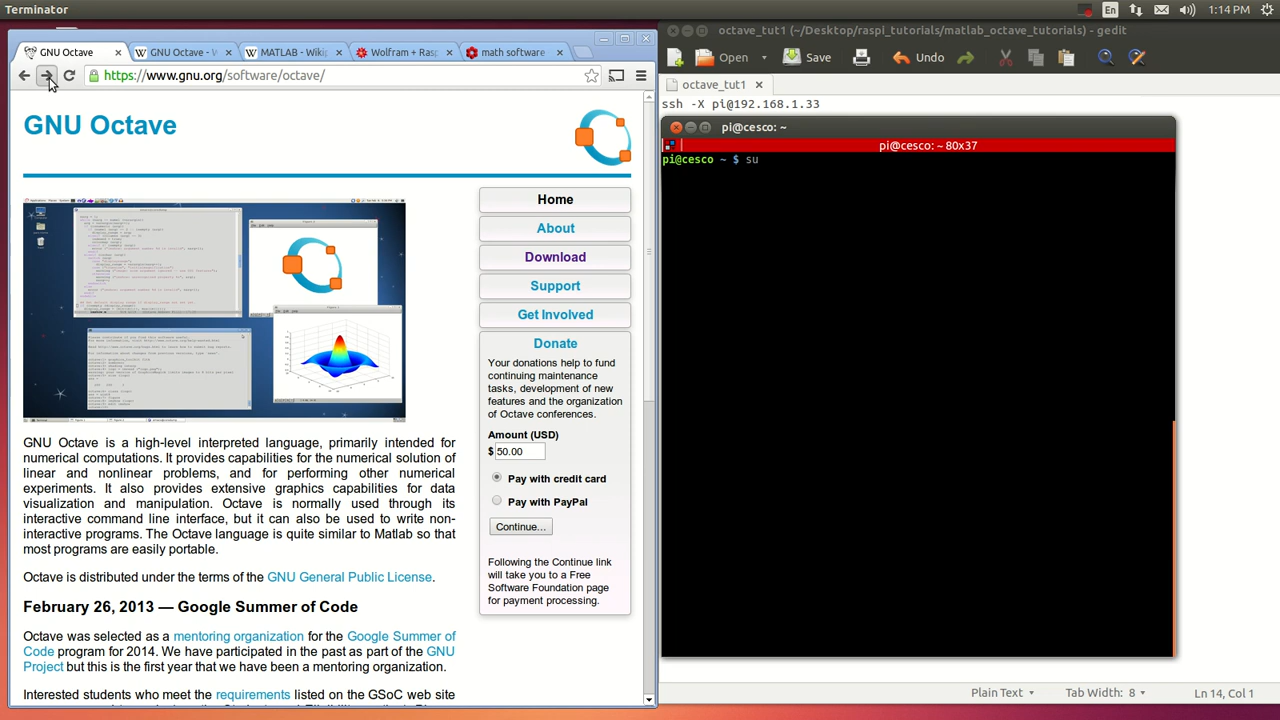 Terminator
En
1:14 PM
GNU Octave
GNU Octave - W
MATLAB - Wikip
Wolfram + Rasp
math software
https://www.gnu.org/software/octave/
GNU Octave
Home
About
Download
Support
Get Involved
Donate
Your donations help to fund
continuing maintenance
tasks, development of new
features and the organization
of Octave conferences.
Amount (USD)
$ 50.00
Pay with credit card
Pay with PayPal
Continue...
Following the Continue link
will take you to a Free
Software Foundation page
for payment processing.
GNU Octave is a high-level interpreted language, primarily intended for
numerical computations. It provides capabilities for the numerical solution of
linear and nonlinear problems, and for performing other numerical
experiments. It also provides extensive graphics capabilities for data
visualization and manipulation. Octave is normally used through its
interactive command line interface, but it can also be used to write non-
interactive programs. The Octave language is quite similar to Matlab so that
most programs are easily portable.
Octave is distributed under the terms of the GNU General Public License.
February 26, 2013 — Google Summer of Code
Octave was selected as a mentoring organization for the Google Summer of
Code program for 2014. We have participated in the past as part of the GNU
Project but this is the first year that we have been a mentoring organization.
Interested students who meet the requirements listed on the GSoC web site
octave_tut1 (~/Desktop/raspI_tutorials/matlab_octave_tutorials) - gedit
Open
Save
Undo
octave_tut1
ssh -X pi@192.168.1.33
pi@cesco: ~
pi@cesco: ~ 80x37
pi@cesco ~ $ su
Plain Text
Tab Width: 8
Ln 14, Col 1